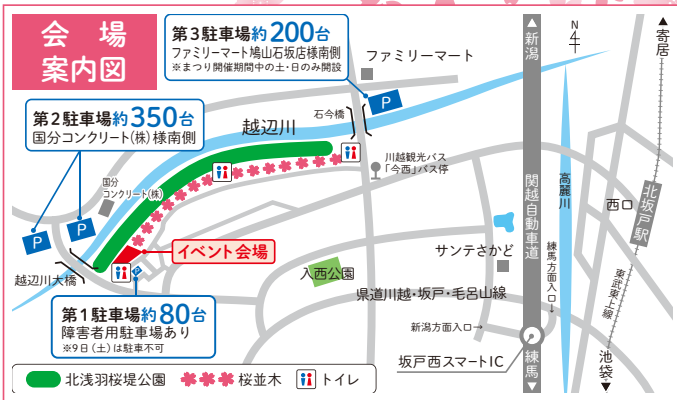 会場
案内図
第3駐車場約200台
ファミリーマート鳩山石坂店様南側
※まつり開催期間中の土・日のみ開設
ファミリーマート
P
石今橋
第2駐車場約350台
国分コンクリート(株)様南側
越辺川
川越観光バス
「今西」バス停
国分
コンクリート(株)
P
P
イベント会場
P
越辺川大橋
第1駐車場約80台
障害者用駐車場あり
※9日(土)は駐車不可
入西公園
サンテさかど
県道川越・坂戸・毛呂山線
新潟方面入口→
坂戸西スマートIC
▲新潟
関越自動車道
練馬▼
練馬方面入口→
高麗川
N
▲寄居
北坂戸駅
西口
東武東上線
池袋▼
北浅羽桜堤公園
桜並木
トイレ